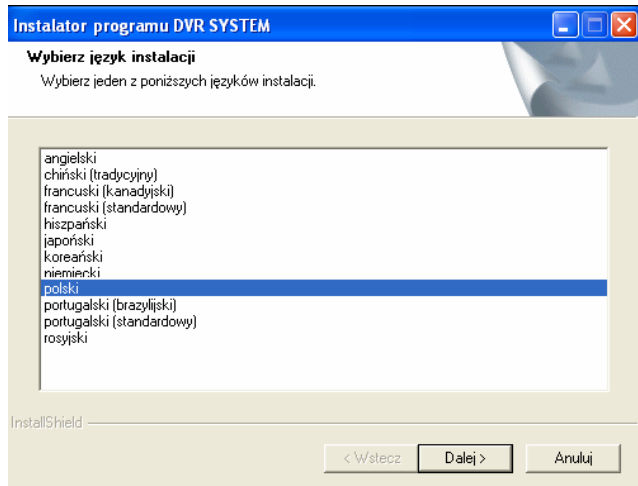 Instalator programu DVR SYSTEM
Wybierz język instalacji
Wybierz jeden z poniższych języków instalacji.
angielski
chiński (tradycyjny)
francuski (kanadyjski)
francuski (standardowy)
hiszpański
japoński
koreański
niemiecki
polski
portugalski (brazylijski)
portugalski (standardowy)
rosyjski
InstallShield
< Wstecz
Dalej >
Anuluj